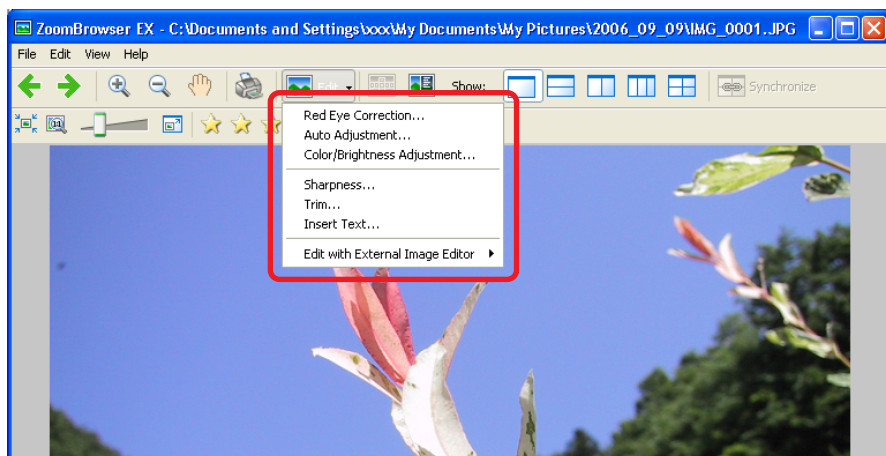 ZoomBrowser EX - C:\Documents and Settings\xxx\My Documents\My Pictures\2006_09_09\IMG_0001.JPG
File Edit View Help
Edit Show: Synchronize
Red Eye Correction...
Auto Adjustment...
Color/Brightness Adjustment...
Sharpness...
Trim...
Insert Text...
Edit with External Image Editor